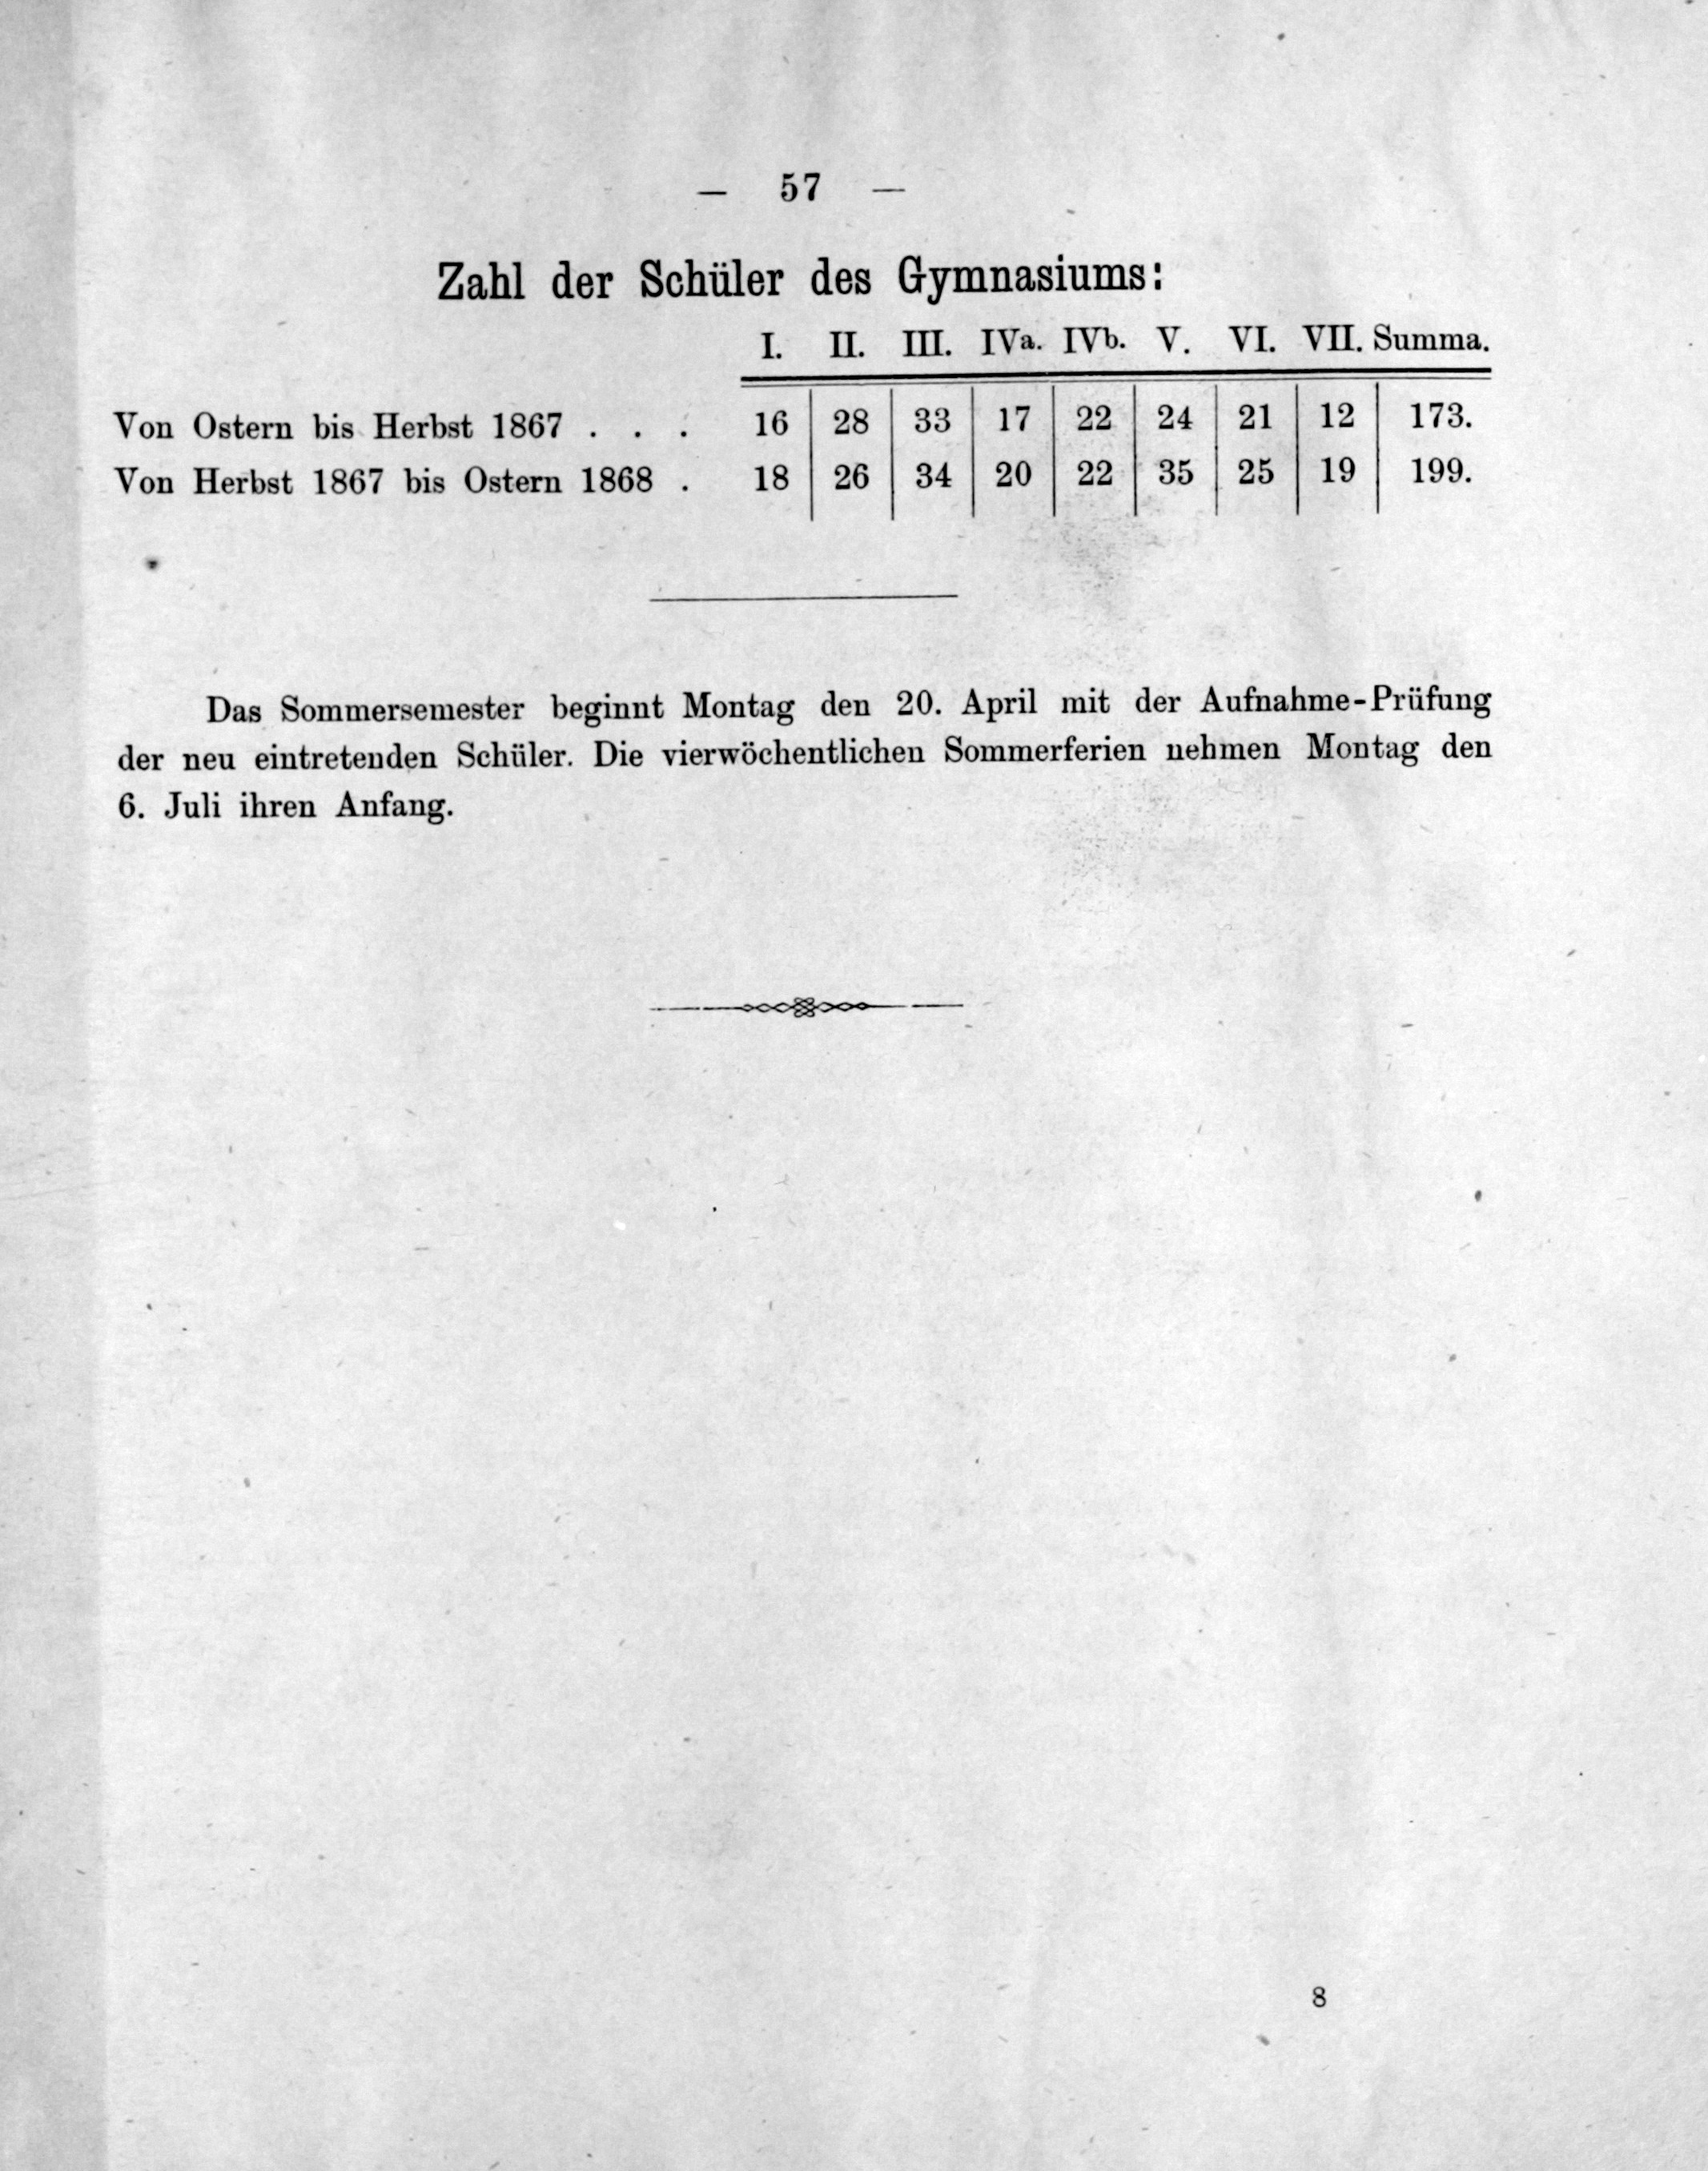 — 57 —
Zahl der Schüler des Gymnasiums:
I. II. III. IVa. IVb. V. VI. VII. Summa.
Von Ostern bis Herbst 1867 . . . 16 28 33 17 22 24 21 12 173.
Von Herbst 1867 bis Ostern 1868 . 18 26 34 20 22 35 25 19 199.
Das Sommersemester beginnt Montag den 20. April mit der Aufnahme-Prüfung
der neu eintretenden Schüler. Die vierwöchentlichen Sommerferien nehmen Montag den
6. Juli ihren Anfang.
8